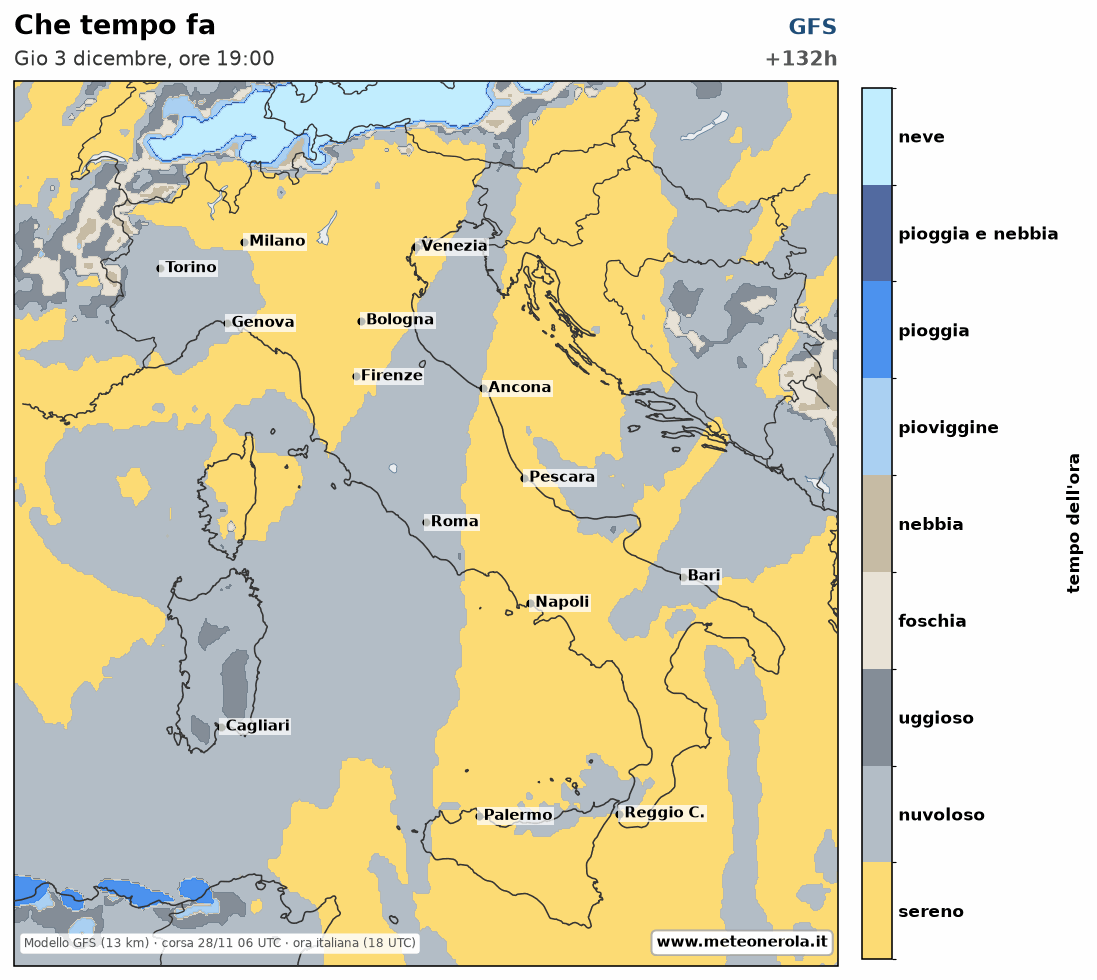 Che tempo fa
GFS
Gio 3 dicembre, ore 19:00
+132h
neve
pioggia e nebbia
pioggia
pioviggine
nebbia
foschia
uggioso
nuvoloso
sereno
tempo dell'ora
Milano
Venezia
Torino
Genova
Bologna
Firenze
Ancona
Pescara
Roma
Bari
Napoli
Cagliari
Palermo
Reggio C.
Modello GFS (13 km) · corsa 28/11 06 UTC · ora italiana (18 UTC)
www.meteonerola.it